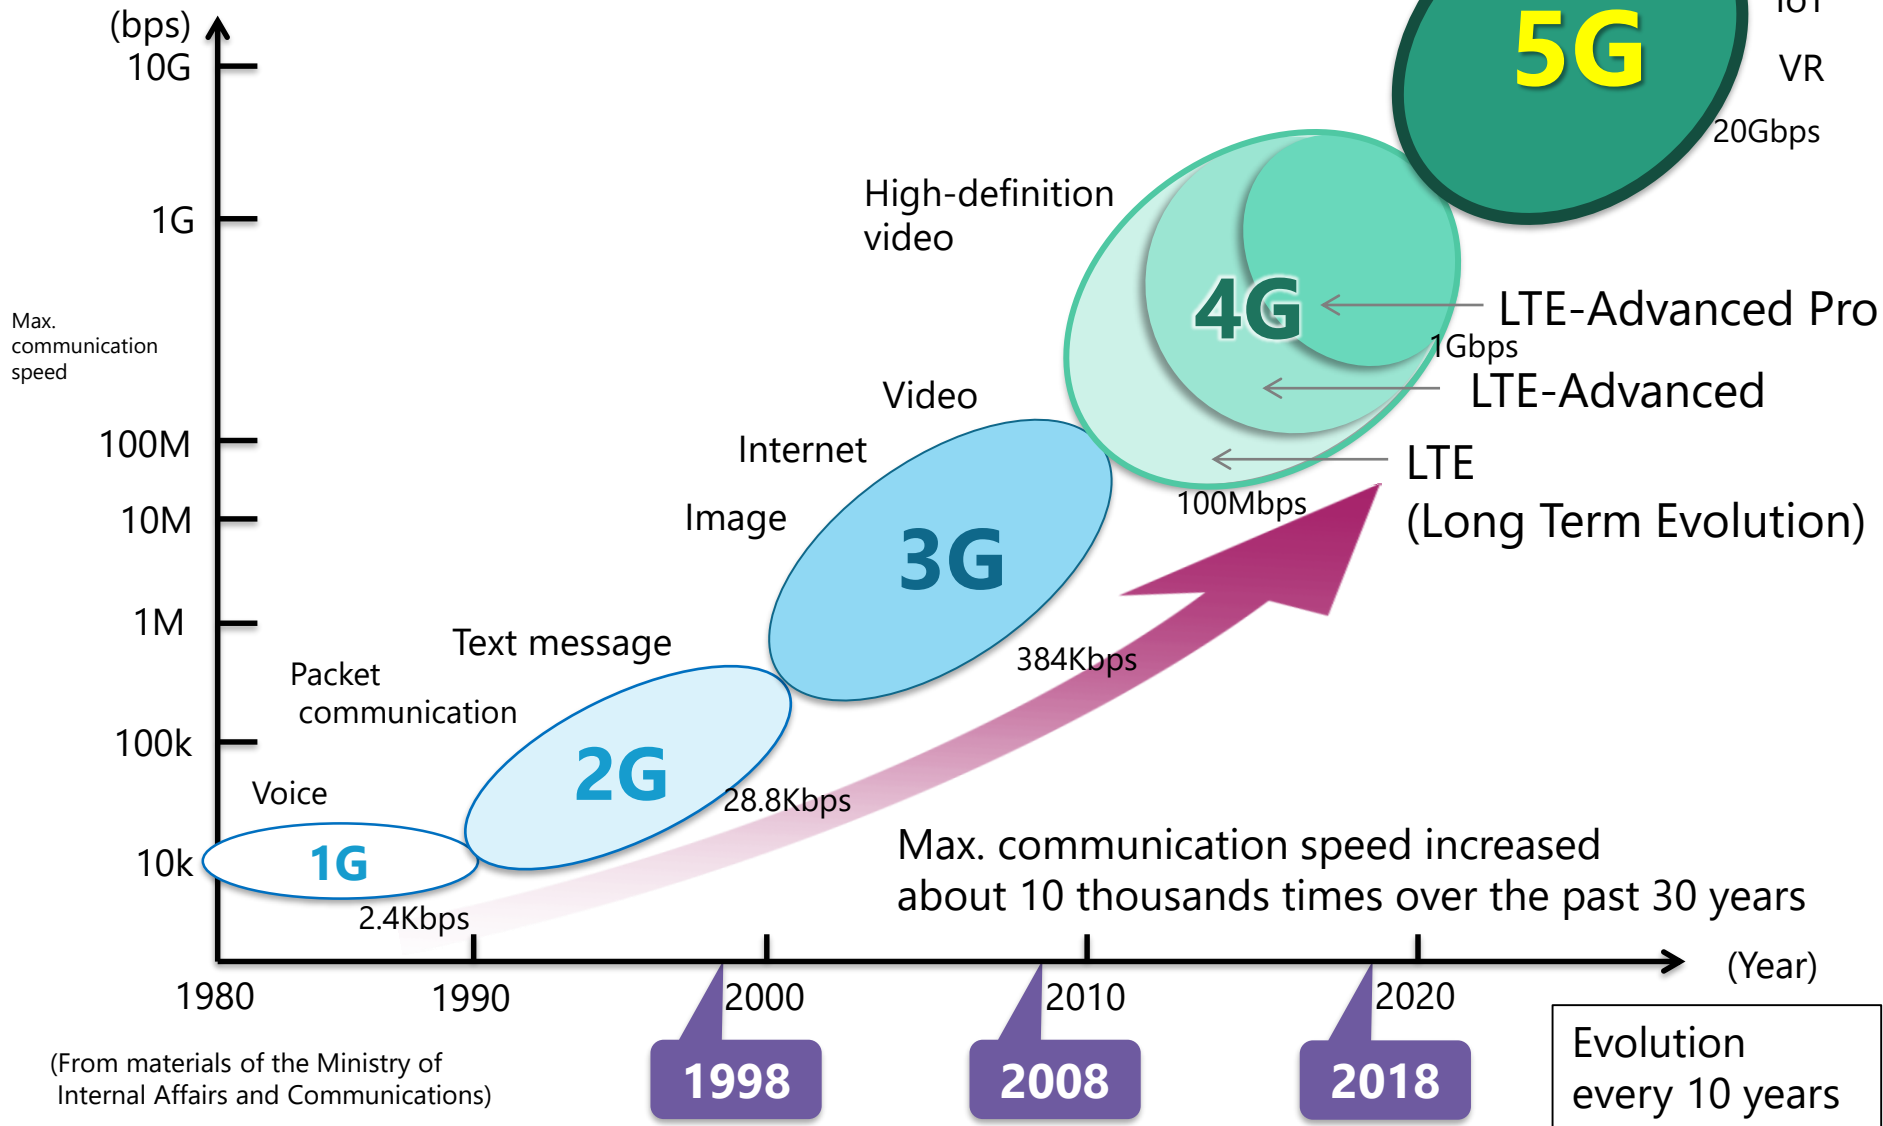 (bps)
10G
1G
Max.
communication
speed
100M
10M
1M
100k
10k
5G
IoT
VR
20Gbps
High-definition
video
4G
LTE-Advanced Pro
1Gbps
LTE-Advanced
LTE
(Long Term Evolution)
100Mbps
Video
Internet
Image
3G
384Kbps
Text message
Packet
communication
2G
28.8Kbps
Voice
1G
2.4Kbps
Max. communication speed increased
about 10 thousands times over the past 30 years
(Year)
1980
1990
2000
2010
2020
1998
2008
2018
(From materials of the Ministry of
Internal Affairs and Communications)
Evolution
every 10 years